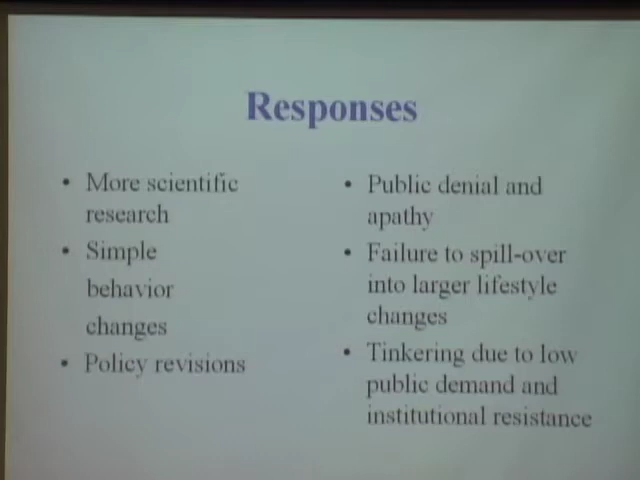 Responses
• More scientific
research
• Simple
behavior
changes
• Policy revisions
• Public denial and
apathy
• Failure to spill-over
into larger lifestyle
changes
• Tinkering due to low
public demand and
institutional resistance